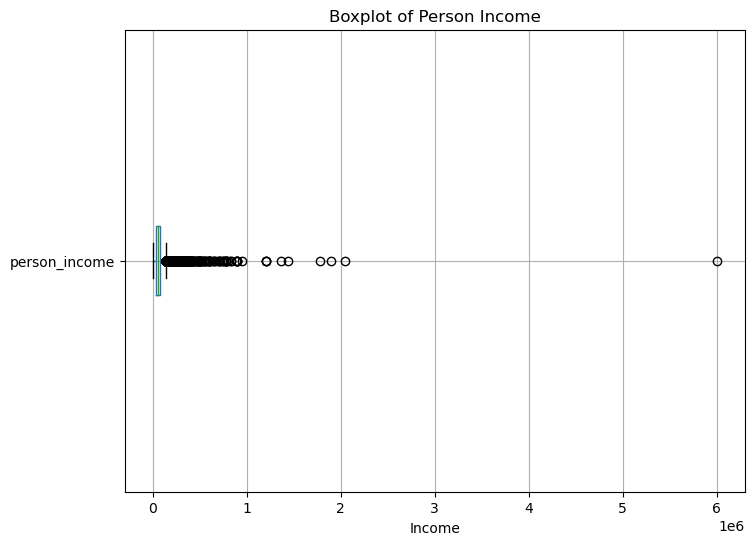 Boxplot of Person Income
person_income
0 1 2 3 4 5 6
1e6
Income